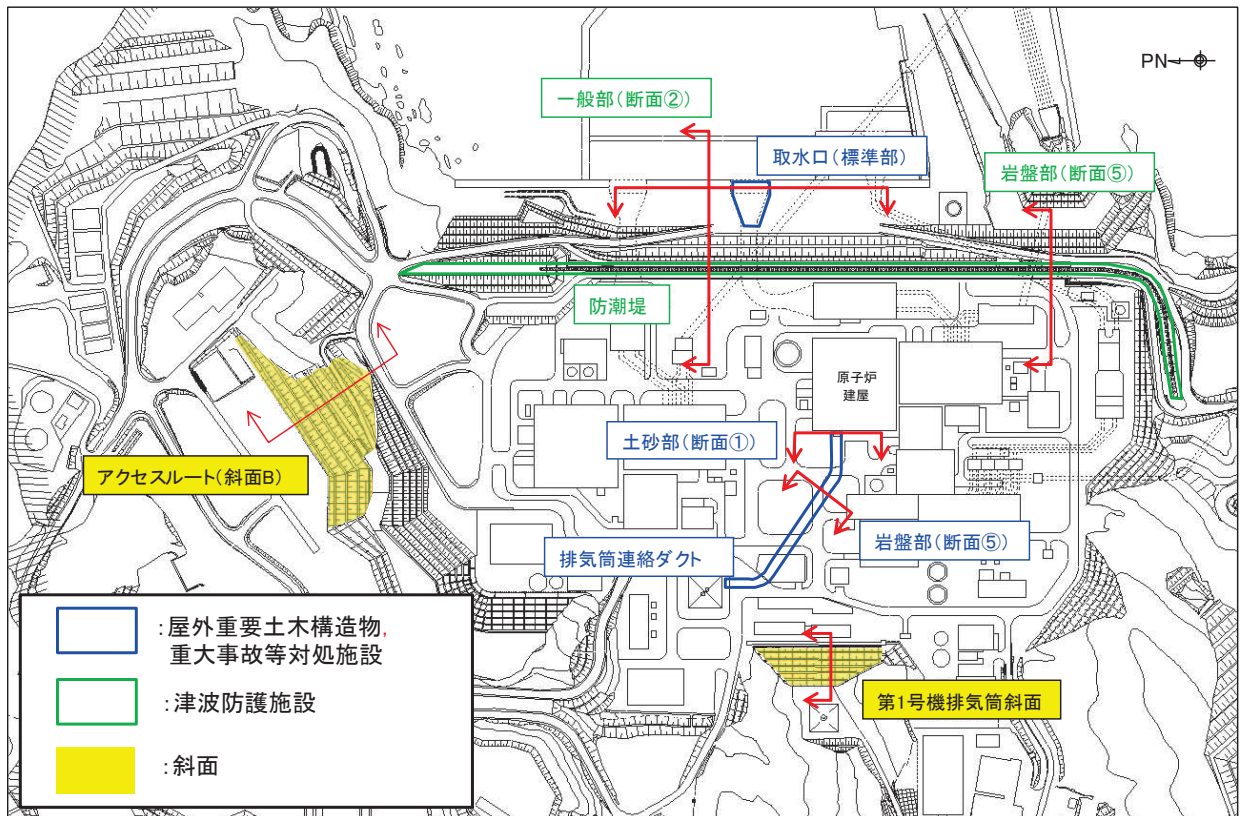 PN
一般部(断面②)
取水口(標準部)
岩盤部(断面⑤)
防潮堤
原子炉
建屋
土砂部(断面①)
アクセスルート(斜面B)
岩盤部(断面⑤)
排気筒連絡ダクト
第1号機排気筒斜面
:屋外重要土木構造物,
重大事故等対処施設
:津波防護施設
:斜面